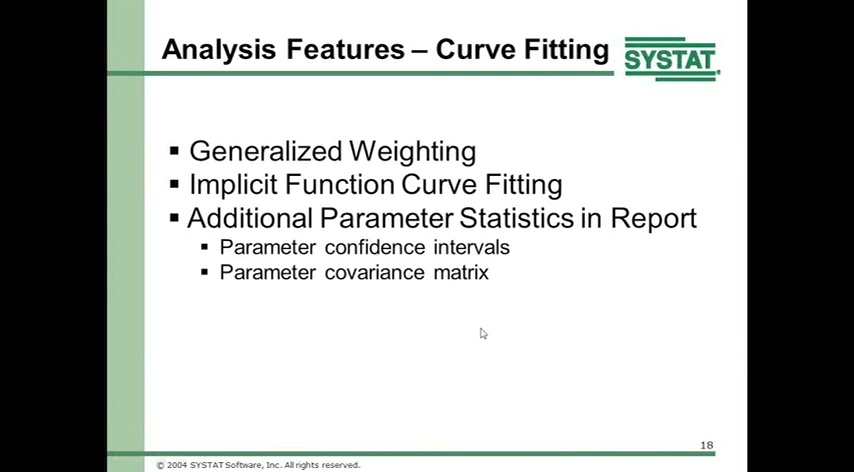 Analysis Features – Curve Fitting
SYSTAT
▪ Generalized Weighting
▪ Implicit Function Curve Fitting
▪ Additional Parameter Statistics in Report
▪ Parameter confidence intervals
▪ Parameter covariance matrix
18
© 2004 SYSTAT Software, Inc. All rights reserved.